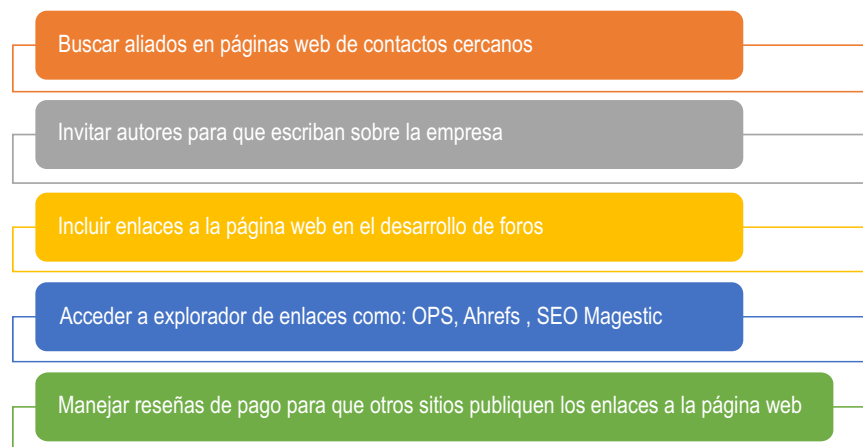 Buscar aliados en páginas web de contactos cercanos
Invitar autores para que escriban sobre la empresa
Incluir enlaces a la página web en el desarrollo de foros
Acceder a explorador de enlaces como: OPS, Ahrefs , SEO Magestic
Manejar reseñas de pago para que otros sitios publiquen los enlaces a la página web